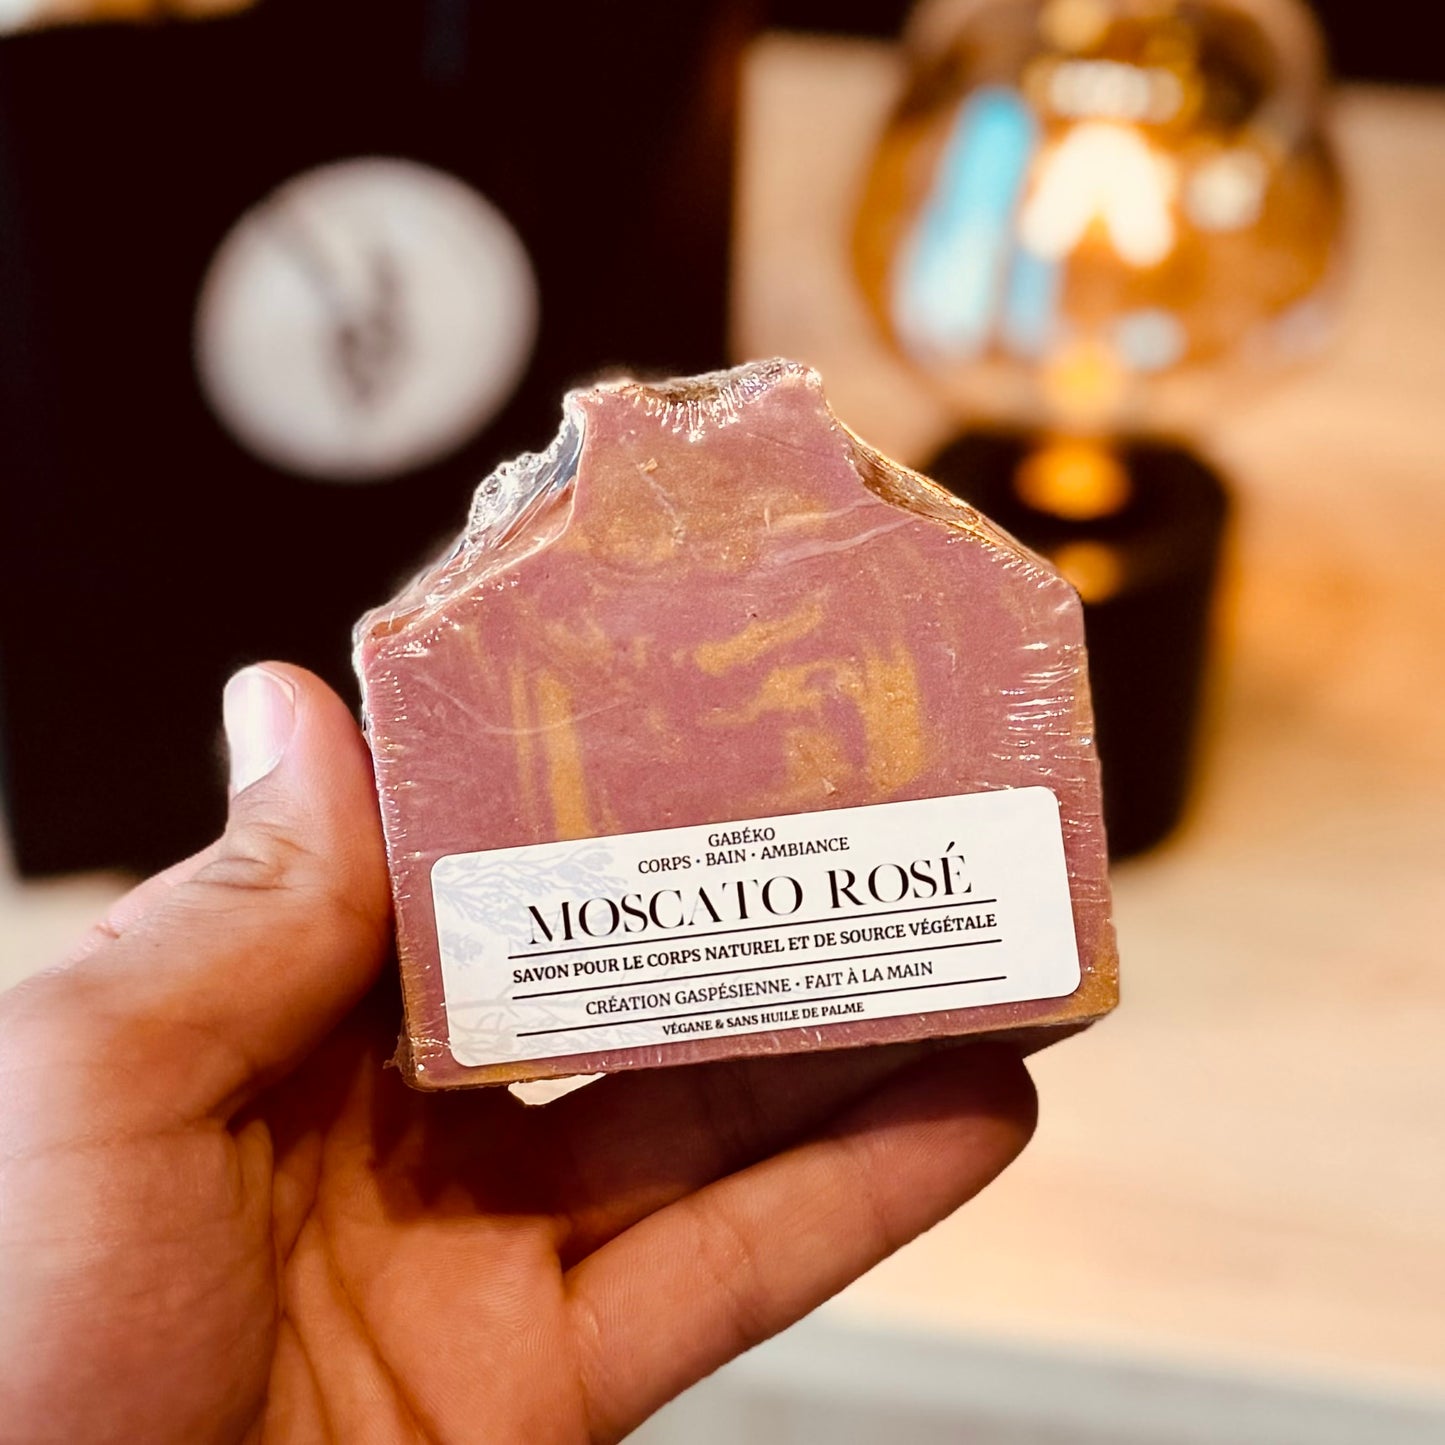 GABÉKO
CORPS • BAIN • AMBIANCE
MOSCATO ROSÉ
SAVON POUR LE CORPS NATUREL ET DE SOURCE VÉGÉTALE
CRÉATION GASPÉSIENNE • FAIT À LA MAIN
VÉGANE & SANS HUILE DE PALME